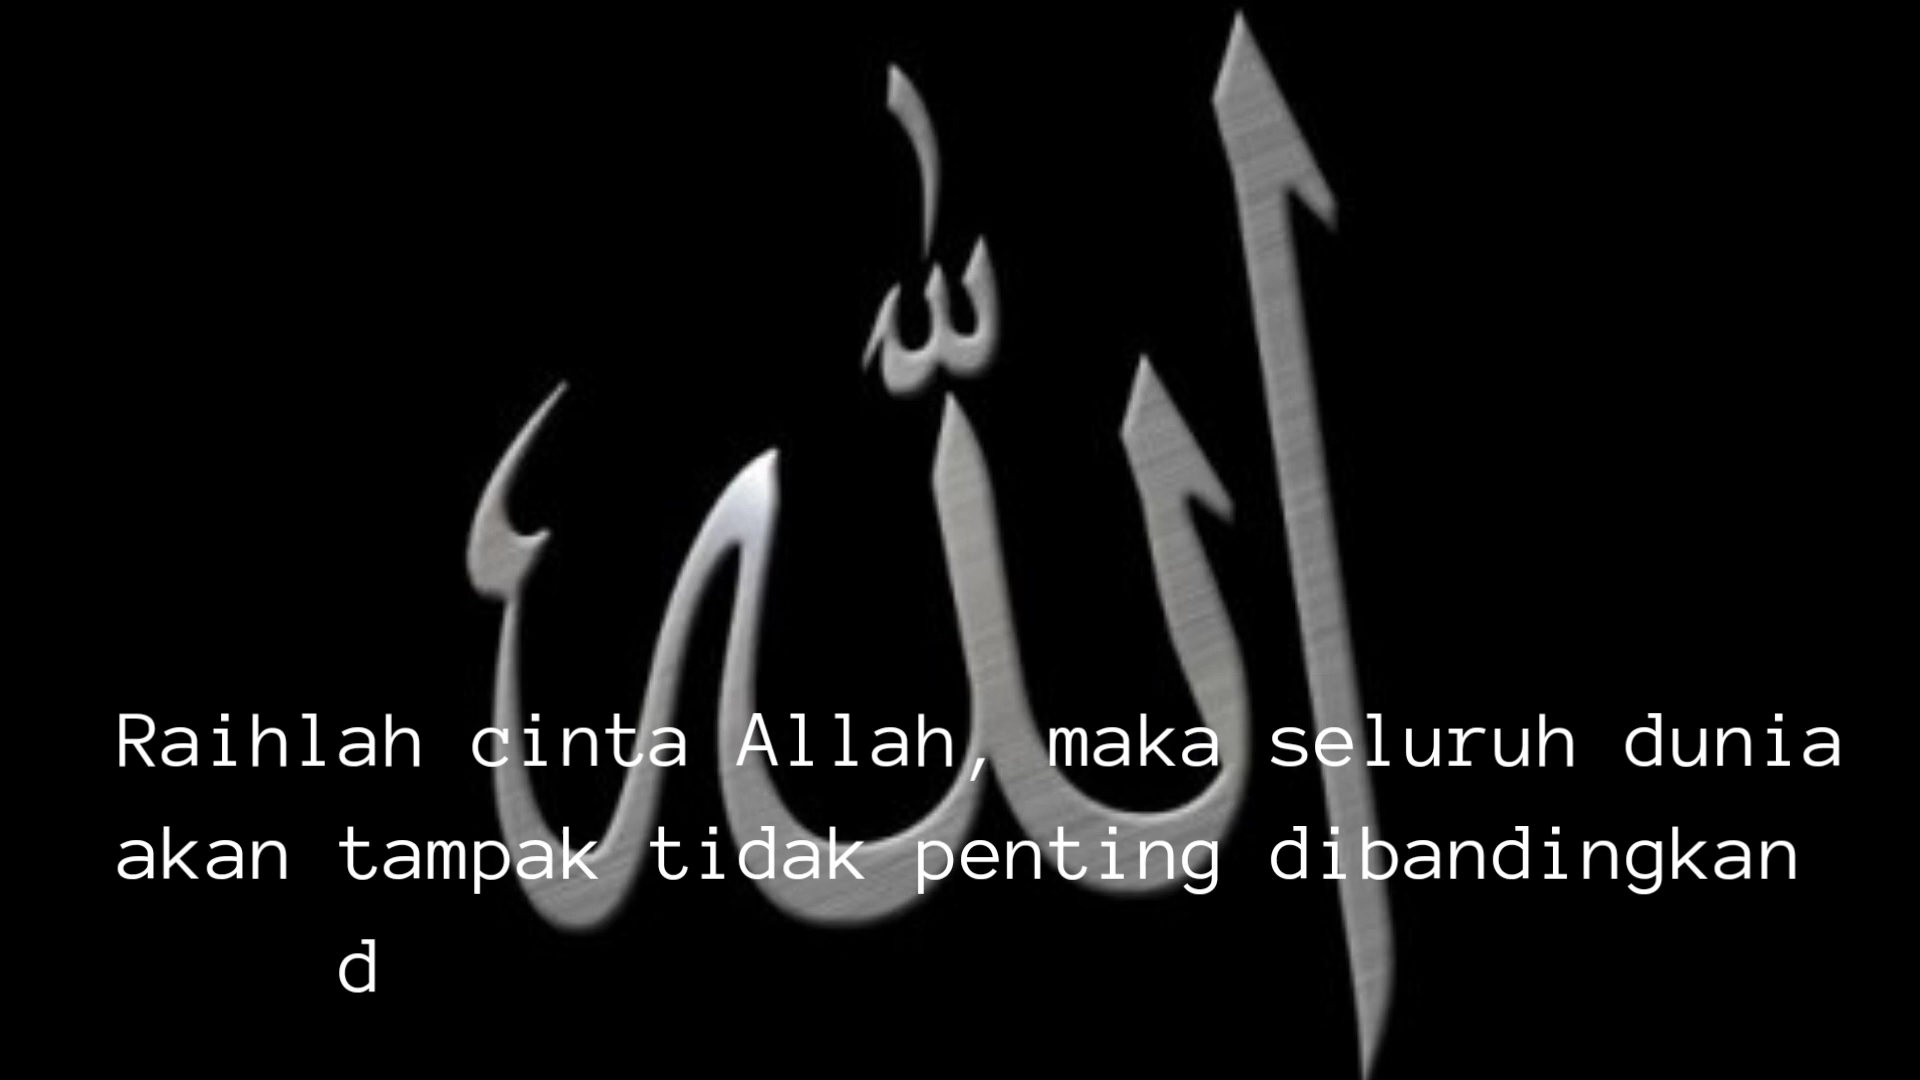 الله
Raihlah cinta Allah, maka seluruh dunia
akan tampak tidak penting dibandingkan
d